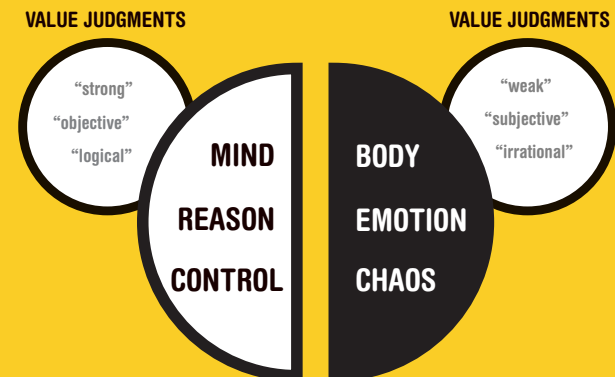 VALUE JUDGMENTS
“strong”
“objective”
“logical”
MIND
REASON
CONTROL
VALUE JUDGMENTS
“weak”
“subjective”
“irrational”
BODY
EMOTION
CHAOS